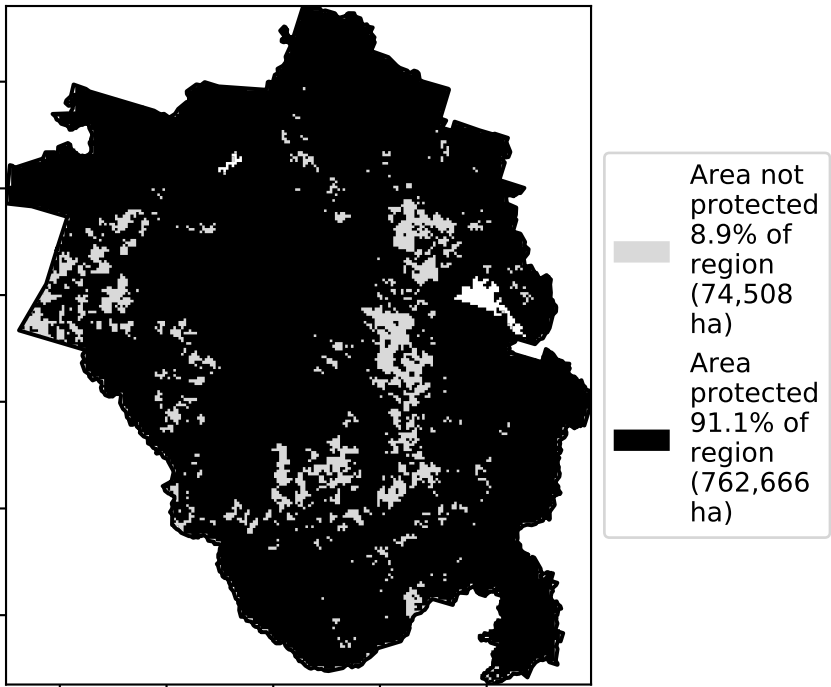 Area not
protected
8.9% of
region
(74,508
ha)
Area
protected
91.1% of
region
(762,666
ha)